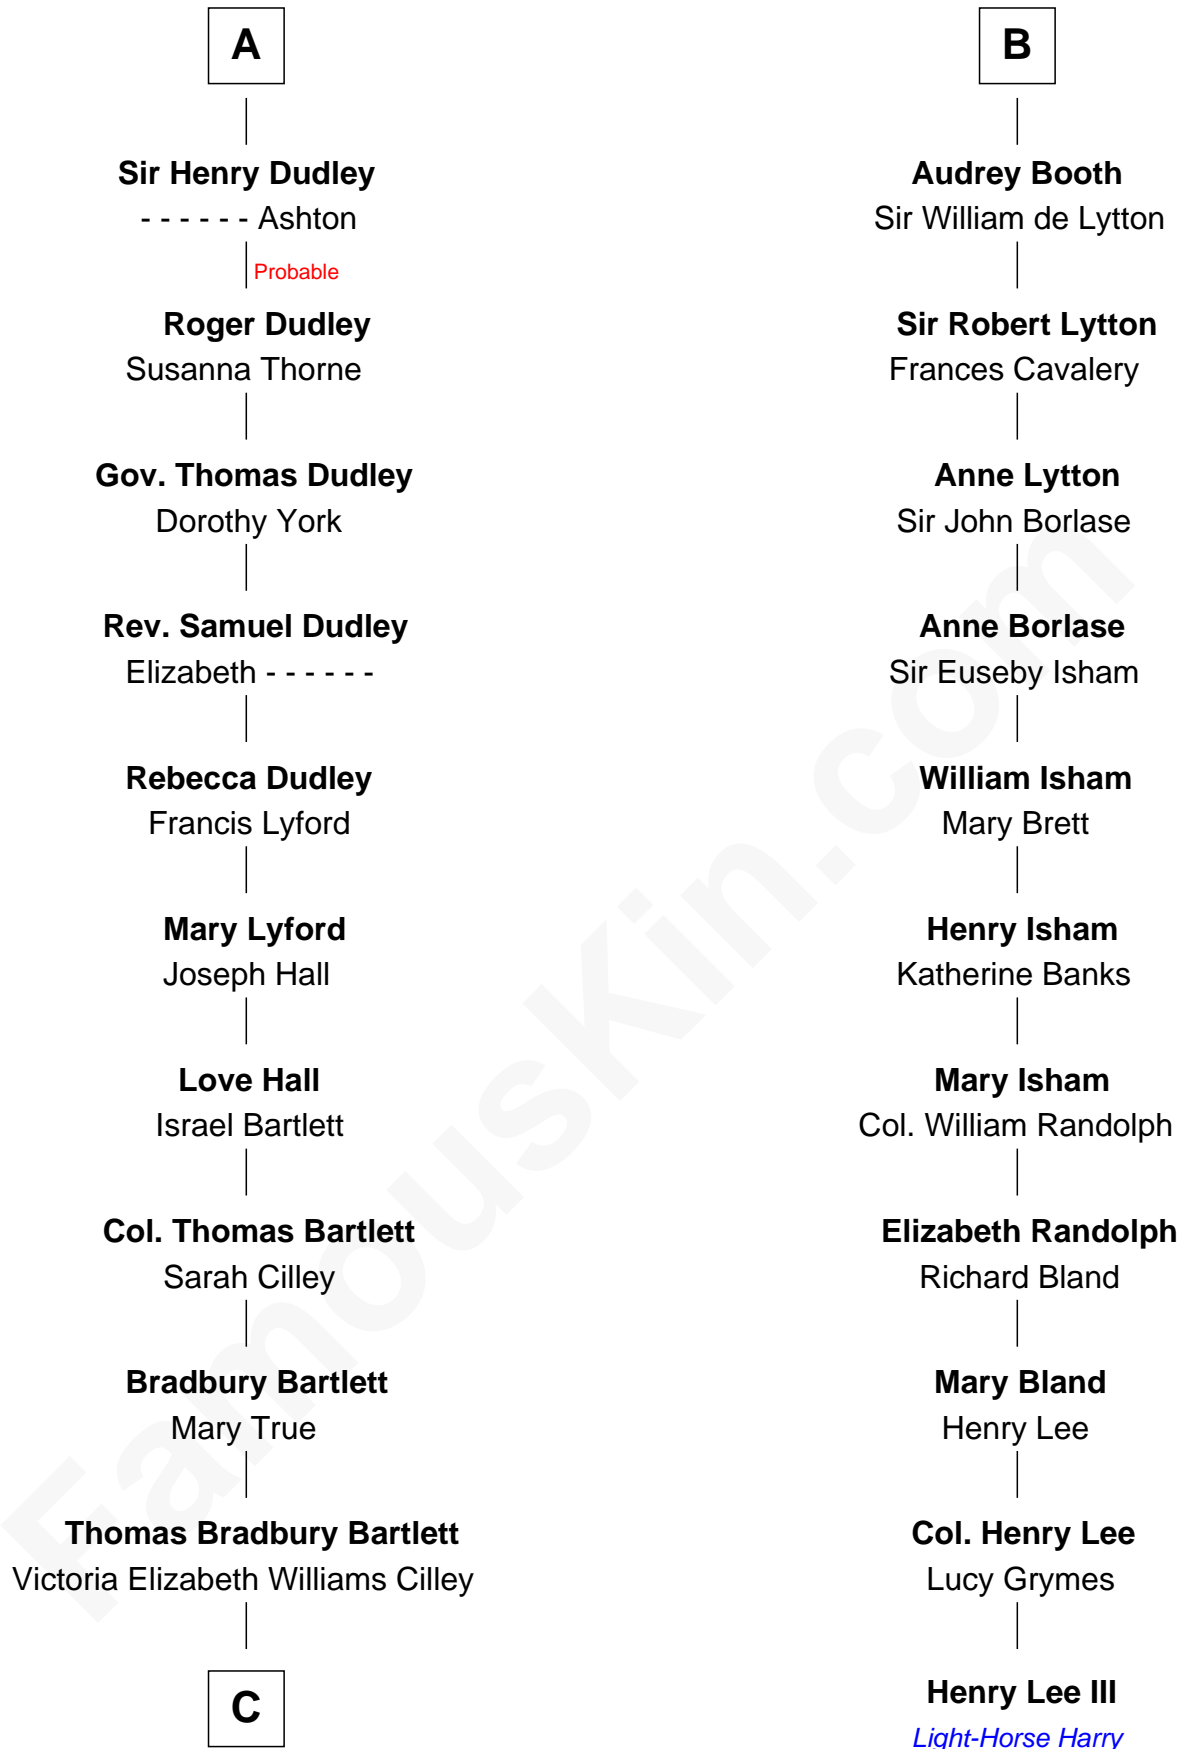 A
Sir Henry Dudley
- - - - - - Ashton
Probable
Roger Dudley
Susanna Thorne
Gov. Thomas Dudley
Dorothy York
Rev. Samuel Dudley
Elizabeth - - - - - -
Rebecca Dudley
Francis Lyford
Mary Lyford
Joseph Hall
Love Hall
Israel Bartlett
Col. Thomas Bartlett
Sarah Cilley
Bradbury Bartlett
Mary True
Thomas Bradbury Bartlett
Victoria Elizabeth Williams Cilley
C
B
Audrey Booth
Sir William de Lytton
Sir Robert Lytton
Frances Cavalery
Anne Lytton
Sir John Borlase
Anne Borlase
Sir Euseby Isham
William Isham
Mary Brett
Henry Isham
Katherine Banks
Mary Isham
Col. William Randolph
Elizabeth Randolph
Richard Bland
Mary Bland
Henry Lee
Col. Henry Lee
Lucy Grymes
Henry Lee III
Light-Horse Harry
FamousKin.com